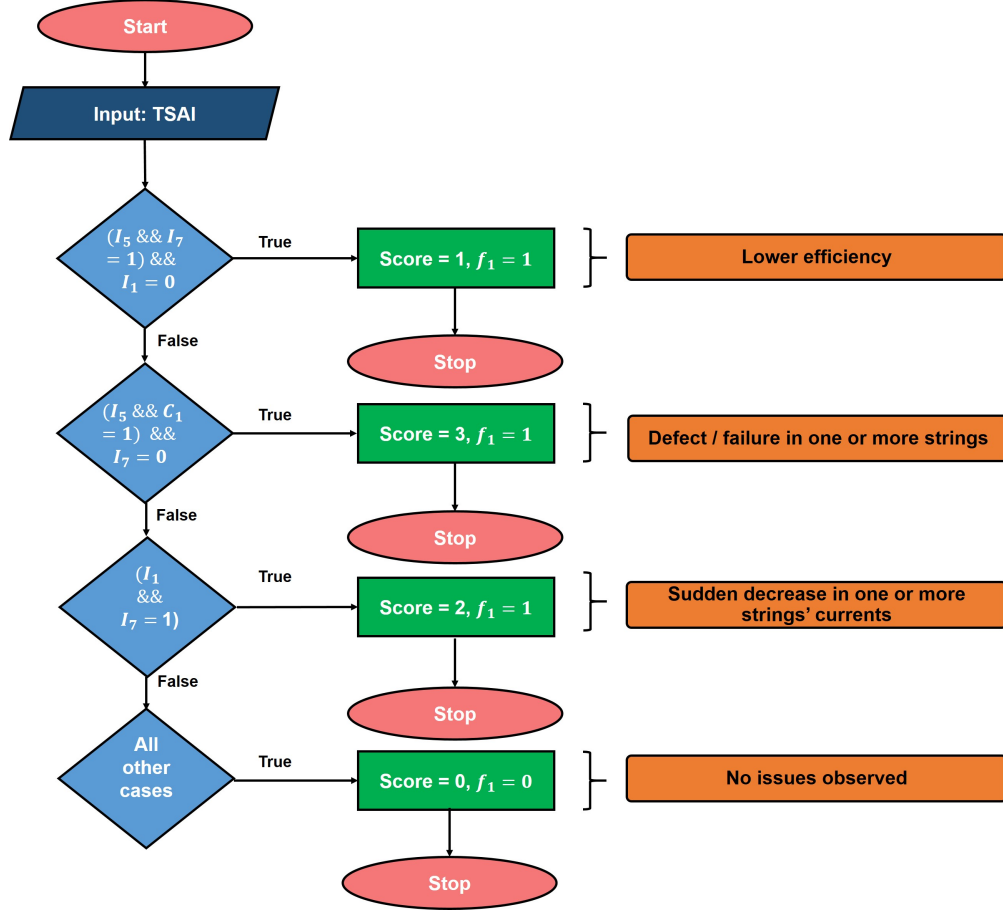 Start
Input: TSAI
(I₅ && I₇
= 1) &&
I₁ = 0
True
Score = 1, f₁ = 1
Lower efficiency
False
Stop
(I₅ && C₁
= 1) &&
I₇ = 0
True
Score = 3, f₁ = 1
Defect / failure in one or more strings
False
Stop
(I₁
&&
I₇ = 1)
True
Score = 2, f₁ = 1
Sudden decrease in one or more
strings’ currents
False
Stop
All
other
cases
True
Score = 0, f₁ = 0
No issues observed
Stop